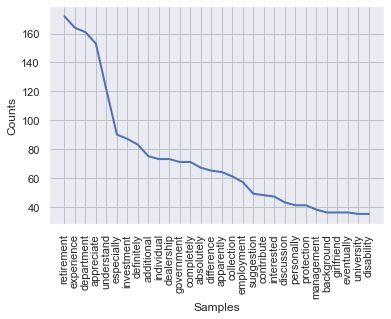 Counts
160
140
120
100
80
60
40
retirement
experience
department
appreciate
understand
especially
investment
definitely
additional
individual
dealership
government
completely
absolutely
difference
apparently
collection
employment
suggestion
contribute
interested
discussion
personally
protection
management
background
girlfriend
eventually
university
disability
Samples